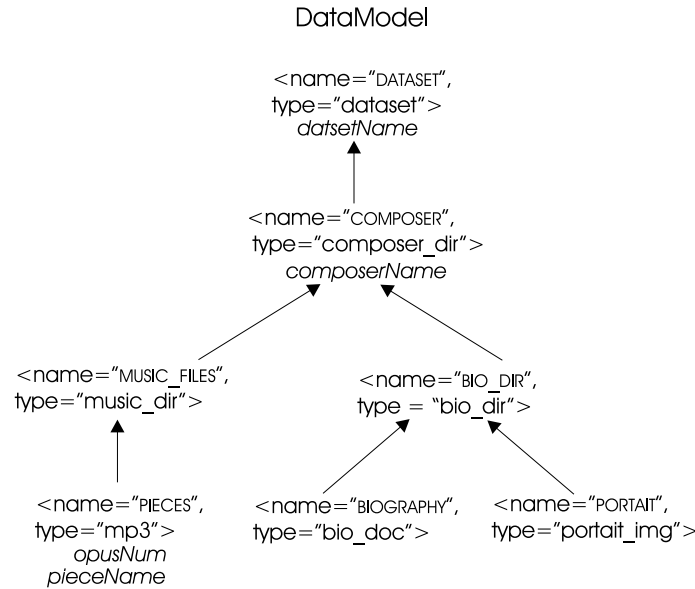 DataModel
<name="DATASET",
type="dataset">
datsetName
<name="COMPOSER",
type="composer_dir">
composerName
<name="MUSIC_FILES",
type="music_dir">
<name="BIO_DIR",
type = "bio_dir">
<name="PIECES",
type="mp3">
opusNum
pieceName
<name="BIOGRAPHY",
type="bio_doc">
<name="PORTAIT",
type="portait_img">